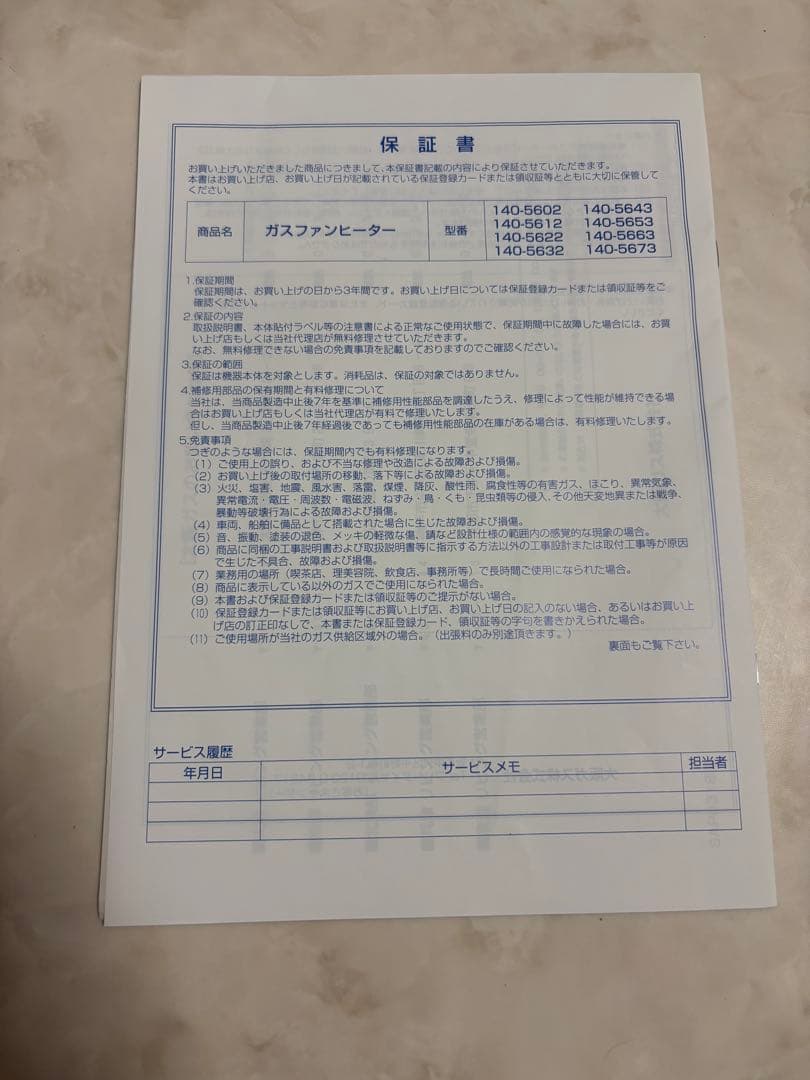 保証書
お買い上げいただきました商品につきまして、本保証書記載の内容により保証させていただきます。
本書はお買い上げ店、お買い上げ日が記載されている保証登録カードまたは領収証等とともに大切に保管して
ください。
商品名 ガスファンヒーター 型番
140-5602 140-5643
140-5612 140-5653
140-5622 140-5663
140-5632 140-5673
1.保証期間
保証期間は、お買い上げの日から3年間です。お買い上げ日については保証登録カードまたは領収証等をご
確認ください。
2.保証の内容
取扱説明書、本体貼付ラベル等の注意書による正常なご使用状態で、保証期間中に故障した場合には、お買
い上げ店もしくは当社代理店が無料修理させていただきます。
なお、無料修理できない場合の免責事項を記載しておりますのでご確認ください。
3.保証の範囲
保証は機器本体を対象とします。消耗品は、保証の対象ではありません。
4.補修用部品の保有期間と有料修理について
当社は、当商品製造中止後7年を基準に補修用性能部品を調達したうえ、修理によって性能が維持できる場
合はお買い上げ店もしくは当社代理店が有料で修理いたします。
但し、当商品製造中止後7年経過後であっても補修用性能部品の在庫がある場合は、有料修理いたします。
5.免責事項
つぎのような場合には、保証期間内でも有料修理になります。
(1) ご使用上の誤り、および不当な修理や改造による故障および損傷。
(2) お買い上げ後の取付場所の移動、落下等による故障および損傷。
(3) 火災、塩害、地震、風水害、落雷、煤煙、降灰、酸性雨、腐食性等の有害ガス、ほこり、異常気象、
異常電流・電圧・周波数・電磁波、ねずみ・鳥・くも・昆虫類等の侵入、その他天変地異または戦争、
暴動等破壊行為による故障および損傷。
(4) 車両、船舶に備品として搭載された場合に生じた故障および損傷。
(5) 音、振動、塗装の退色、メッキの軽微な傷、錆など設計仕様の範囲内の感覚的な現象の場合。
(6) 商品に同梱の工事説明書および取扱説明書等に指示する方法以外の工事設計または取付工事等が原因
で生じた不具合、故障および損傷。
(7) 業務用の場所（喫茶店、理美容院、飲食店、事務所等）で長時間ご使用になられた場合。
(8) 商品に表示している以外のガスでご使用になられた場合。
(9) 本書および保証登録カードまたは領収証等のご提示がない場合。
(10) 保証登録カードまたは領収証等にお買い上げ店、お買い上げ日の記入のない場合、あるいはお買い上
げ店の訂正印なしで、本書または保証登録カード、領収証等の字句を書きかえられた場合。
(11) ご使用場所が当社のガス供給区域外の場合。（出張料のみ別途頂きます。）
裏面もご覧下さい。
サービス履歴
年月日 サービスメモ 担当者